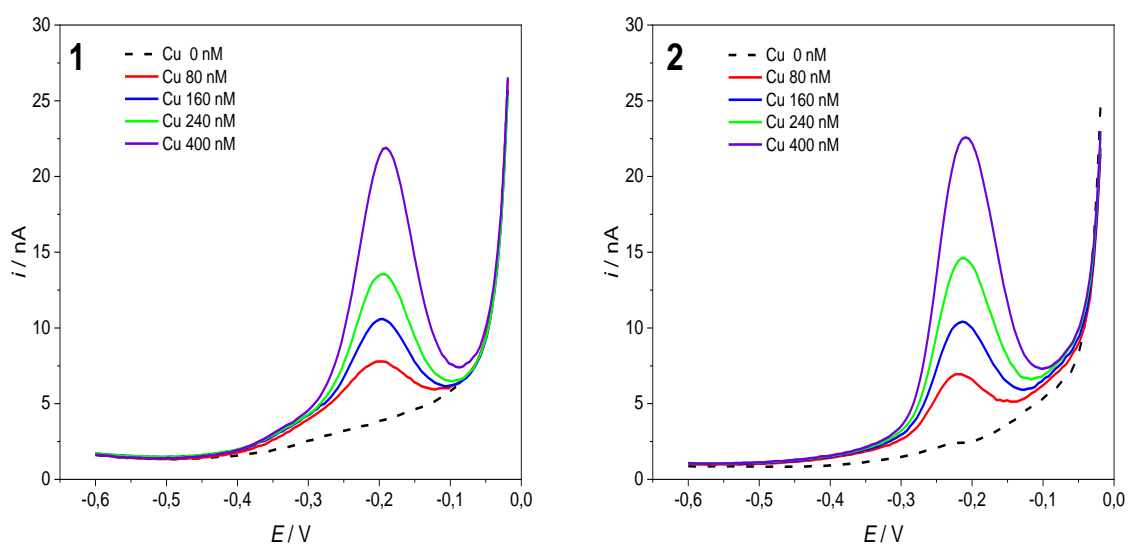 1
Cu 0 nM
Cu 80 nM
Cu 160 nM
Cu 240 nM
Cu 400 nM
30
25
20
15
10
5
0
i / nA
-0,6 -0,5 -0,4 -0,3 -0,2 -0,1 0,0
E / V
2
Cu 0 nM
Cu 80 nM
Cu 160 nM
Cu 240 nM
Cu 400 nM
30
25
20
15
10
5
0
i / nA
-0,6 -0,5 -0,4 -0,3 -0,2 -0,1 0,0
E / V